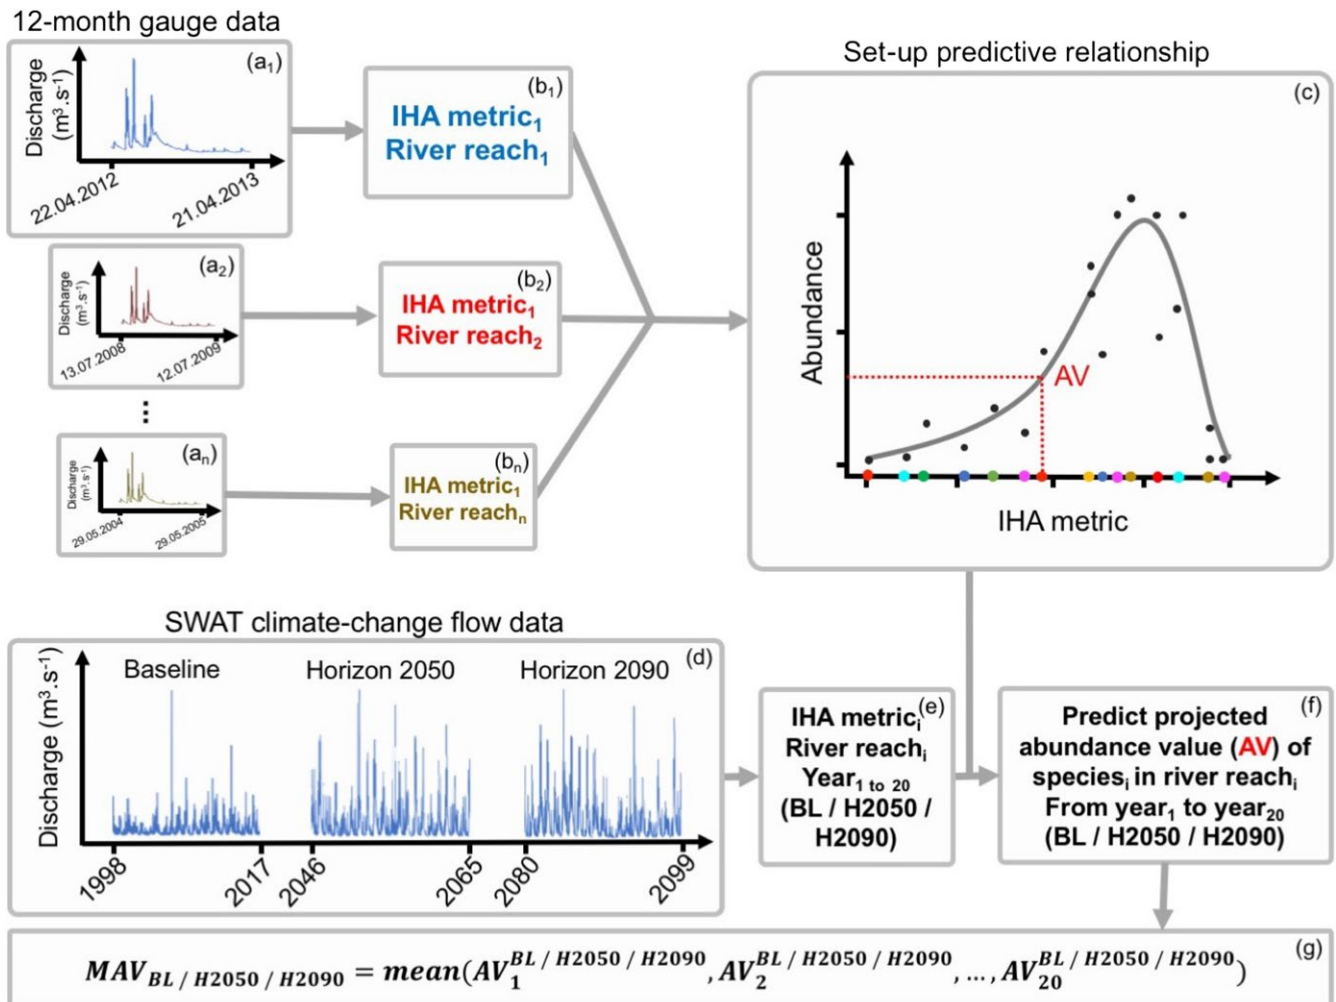 12-month gauge data
(a₁)
Discharge
(m³.s⁻¹)
22.04.2012
21.04.2013
(b₁)
IHA metric₁
River reach₁
(a₂)
Discharge
(m³.s⁻¹)
13.07.2008
12.07.2009
(b₂)
IHA metric₁
River reach₂
⋮
(aₙ)
Discharge
(m³.s⁻¹)
29.05.2004
29.05.2005
(bₙ)
IHA metric₁
River reachₙ
Set-up predictive relationship
(c)
Abundance
AV
IHA metric
SWAT climate-change flow data
(d)
Discharge (m³.s⁻¹)
Baseline
Horizon 2050
Horizon 2090
1998
2017
2046
2065
2080
2099
(e)
IHA metricᵢ
River reachᵢ
Year₁ ₜₒ ₂₀
(BL / H2050 /
H2090)
(f)
Predict projected
abundance value (AV) of
speciesᵢ in river reachᵢ
From year₁ to year₂₀
(BL / H2050 / H2090)
(g)
MAV_{BL / H2050 / H2090} = mean(AV_1^{BL / H2050 / H2090}, AV_2^{BL / H2050 / H2090}, …, AV_{20}^{BL / H2050 / H2090})